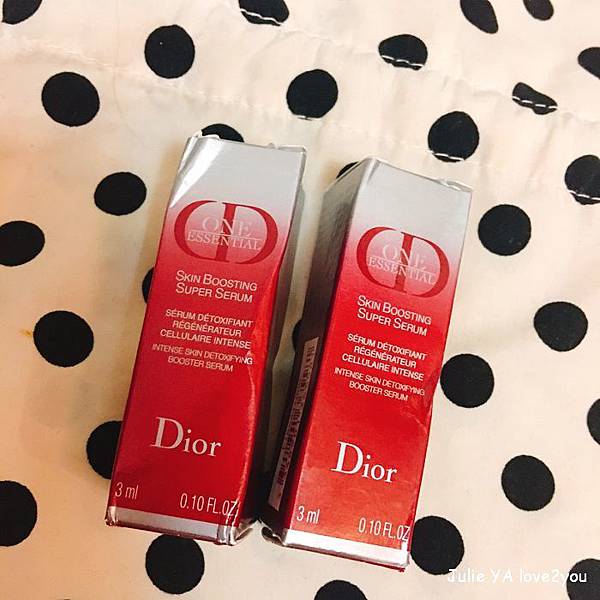 ONE
ESSENTIAL
SKIN BOOSTING
SUPER SERUM
SÉRUM DÉTOXIFIANT
RÉGÉNÉRATEUR
CELLULAIRE INTENSE
INTENSE SKIN DETOXIFYING
BOOSTER SERUM
Dior
3 ml 0.10 FL.OZ
ONE
ESSENTIAL
SKIN BOOSTING
SUPER SERUM
SÉRUM DÉTOXIFIANT
RÉGÉNÉRATEUR
CELLULAIRE INTENSE
INTENSE SKIN DETOXIFYING
BOOSTER SERUM
Dior
3 ml 0.10 FL.OZ
Julie YA love2you